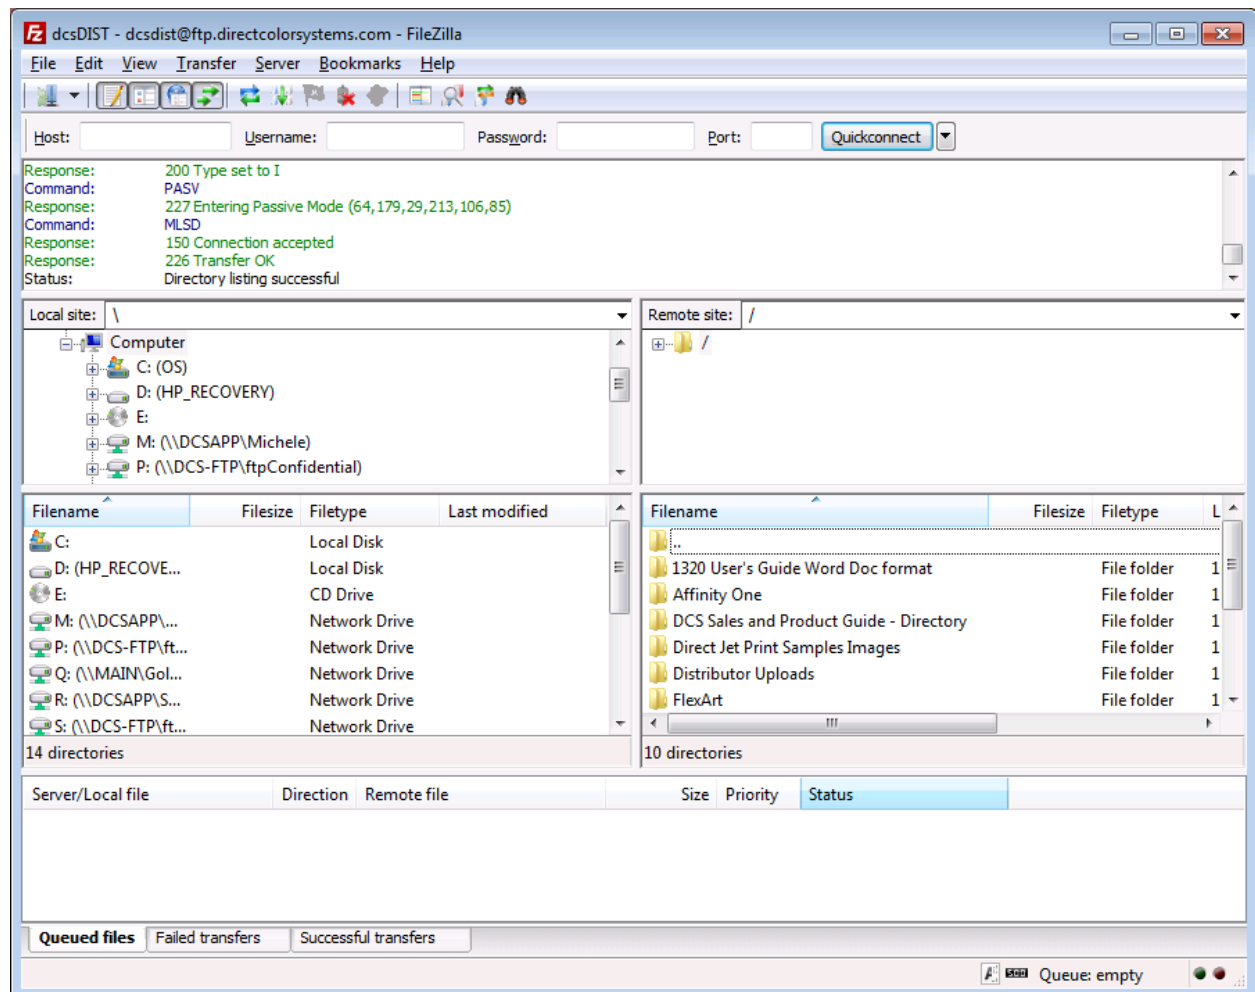 dcsDIST - dcsdist@ftp.directcolorsystems.com - FileZilla
File Edit View Transfer Server Bookmarks Help
Host: Username: Password: Port: Quickconnect
Response: 200 Type set to I
Command: PASV
Response: 227 Entering Passive Mode (64,179,29,213,106,85)
Command: MLSD
Response: 150 Connection accepted
Response: 226 Transfer OK
Status: Directory listing successful
Local site: \
Computer
C: (OS)
D: (HP_RECOVERY)
E:
M: (\\DCSAPP\Michele)
P: (\\DCS-FTP\ftpConfidential)
Remote site: /
/
Filename Filesize Filetype Last modified
C: Local Disk
D: (HP_RECOVE... Local Disk
E: CD Drive
M: (\\DCSAPP\... Network Drive
P: (\\DCS-FTP\ft... Network Drive
Q: (\\MAIN\Gol... Network Drive
R: (\\DCSAPP\S... Network Drive
S: (\\DCS-FTP\ft... Network Drive
14 directories
Filename Filesize Filetype L
..
1320 User's Guide Word Doc format File folder 1
Affinity One File folder 1
DCS Sales and Product Guide - Directory File folder 1
Direct Jet Print Samples Images File folder 1
Distributor Uploads File folder 1
FlexArt File folder 1
10 directories
Server/Local file Direction Remote file Size Priority Status
Queued files Failed transfers Successful transfers
Queue: empty